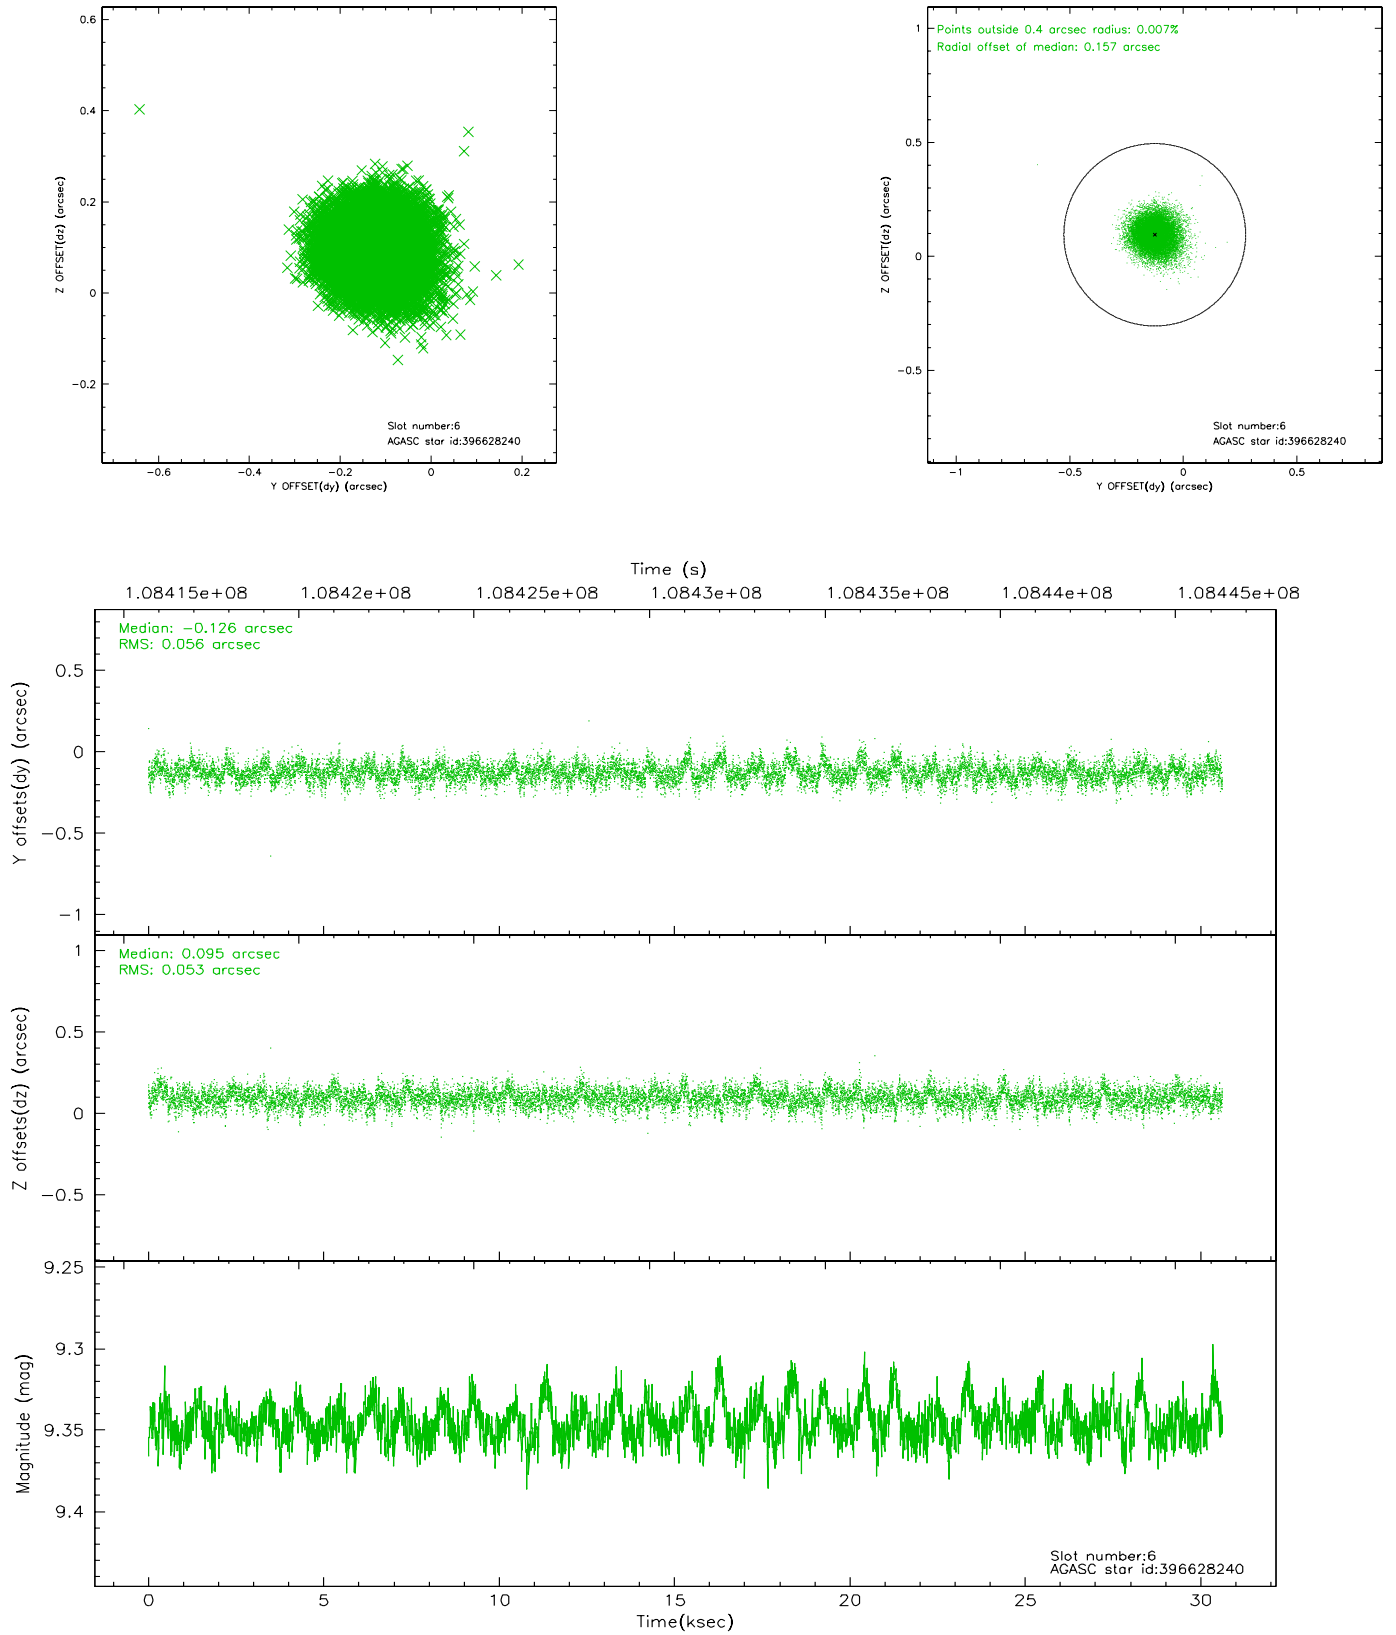 0.6
0.4
0.2
0
−0.2
Z OFFSET(dz) (arcsec)
Slot number:6
AGASC star id:396628240
−0.6 −0.4 −0.2 0 0.2
Y OFFSET(dy) (arcsec)
Points outside 0.4 arcsec radius: 0.007%
Radial offset of median: 0.157 arcsec
1
0.5
0
−0.5
Z OFFSET(dz) (arcsec)
Slot number:6
AGASC star id:396628240
−1 −0.5 0 0.5
Y OFFSET(dy) (arcsec)
Time (s)
1.08415e+08 1.0842e+08 1.08425e+08 1.0843e+08 1.08435e+08 1.0844e+08 1.08445e+08
Median: −0.126 arcsec
RMS: 0.056 arcsec
0.5
0
−0.5
−1
Y offsets(dy) (arcsec)
Median: 0.095 arcsec
RMS: 0.053 arcsec
1
0.5
0
−0.5
Z offsets(dz) (arcsec)
9.25
9.3
9.35
9.4
Magnitude (mag)
Slot number:6
AGASC star id:396628240
0 5 10 15 20 25 30
Time(ksec)